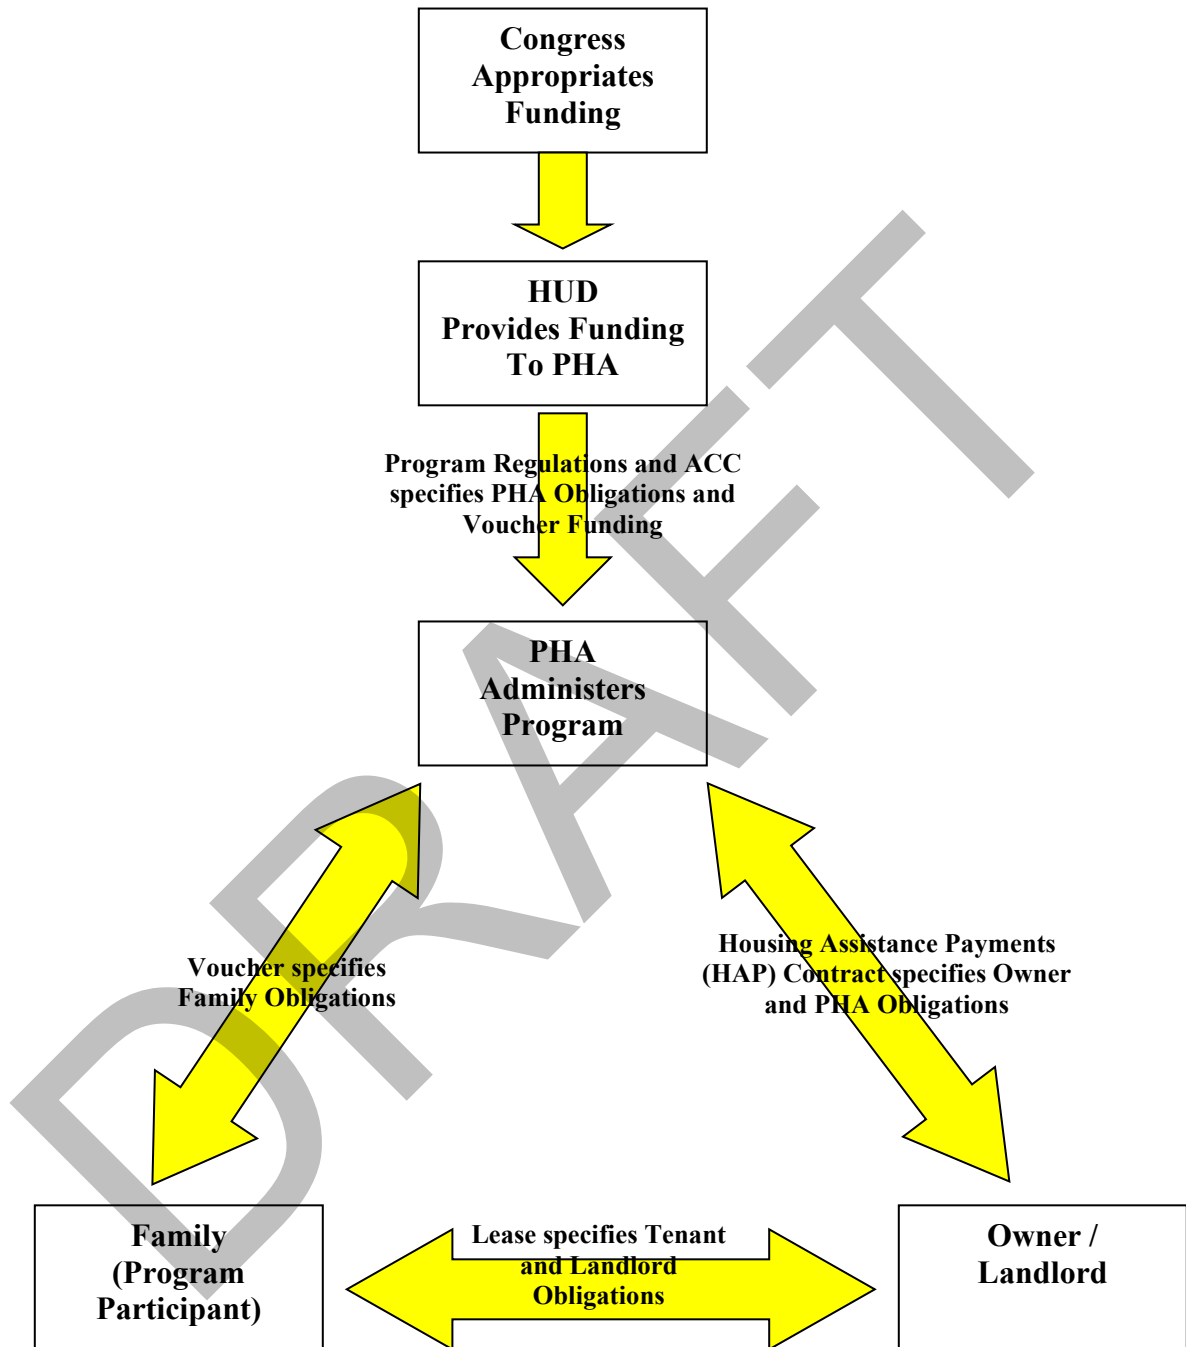 Congress
Appropriates
Funding
HUD
Provides Funding
To PHA
Program Regulations and ACC
specifies PHA Obligations and
Voucher Funding
PHA
Administers
Program
Voucher specifies
Family Obligations
Housing Assistance Payments
(HAP) Contract specifies Owner
and PHA Obligations
Family
(Program
Participant)
Lease specifies Tenant
and Landlord
Obligations
Owner /
Landlord
DRAFT